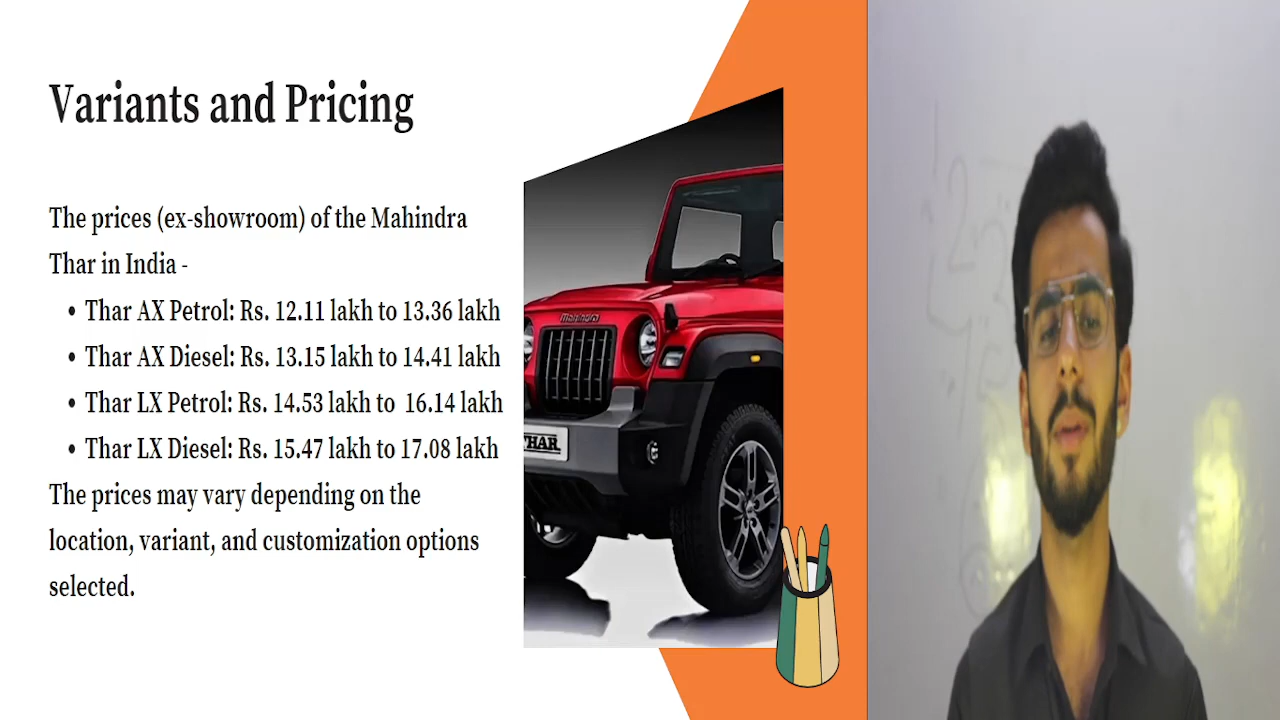 Variants and Pricing
The prices (ex-showroom) of the Mahindra
Thar in India -
• Thar AX Petrol: Rs. 12.11 lakh to 13.36 lakh
• Thar AX Diesel: Rs. 13.15 lakh to 14.41 lakh
• Thar LX Petrol: Rs. 14.53 lakh to 16.14 lakh
• Thar LX Diesel: Rs. 15.47 lakh to 17.08 lakh
The prices may vary depending on the
location, variant, and customization options
selected.
Mahindra
THAR